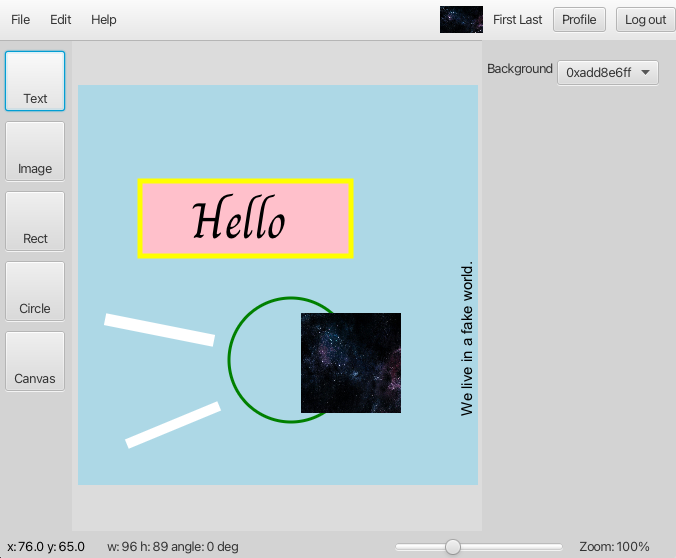 File Edit Help First Last Profile Log out
Text
Image
Rect
Circle
Canvas
Background 0xadd8e6ff
Hello
We live in a fake world.
x: 76.0 y: 65.0 w: 96 h: 89 angle: 0 deg Zoom: 100%